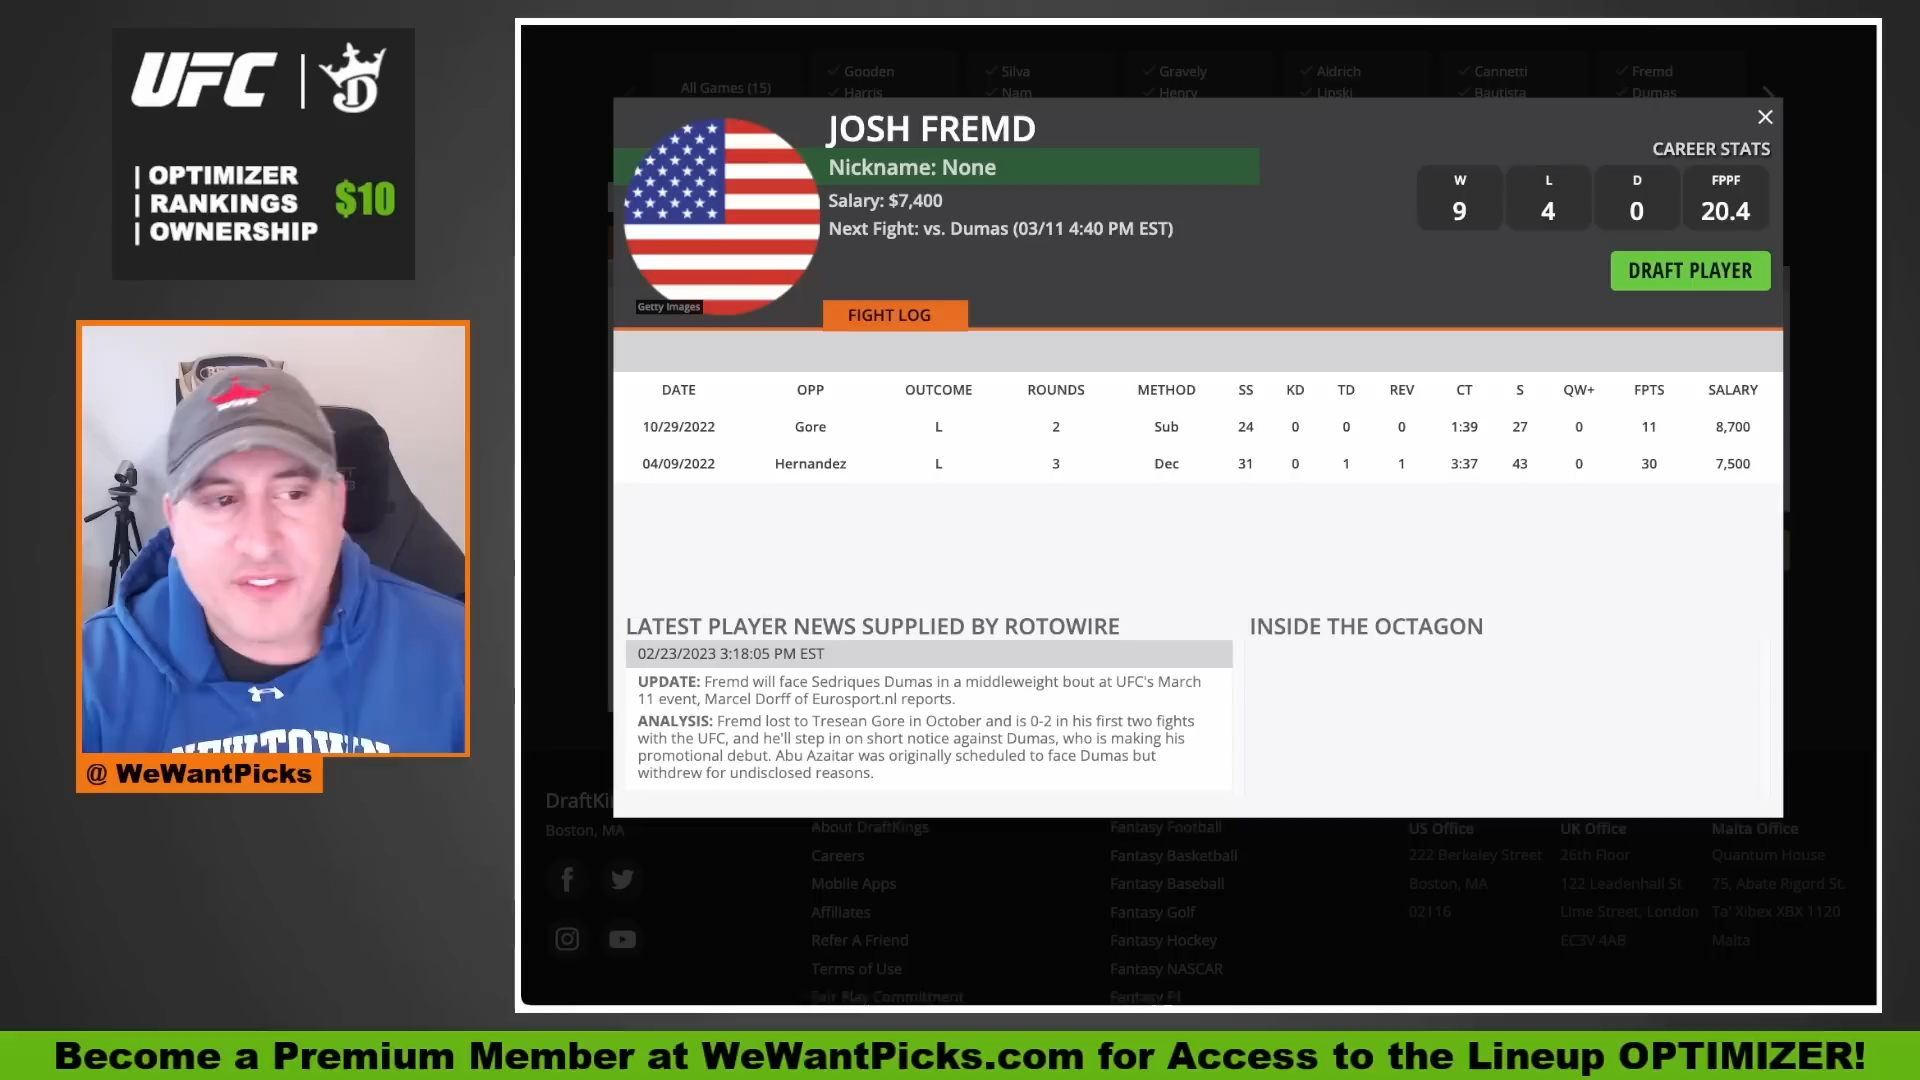 UFC
| OPTIMIZER
| RANKINGS
| OWNERSHIP
$10
@ WeWantPicks
All Games (15)
Gooden
Harris
Silva
Nam
Gravely
Henry
Aldrich
Lipski
Cannetti
Bautista
Fremd
Dumas
JOSH FREMD
Nickname: None
Salary: $7,400
Next Fight: vs. Dumas (03/11 4:40 PM EST)
Getty Images
CAREER STATS
W L D FPPF
9 4 0 20.4
DRAFT PLAYER
FIGHT LOG
DATE OPP OUTCOME ROUNDS METHOD SS KD TD REV CT S QW+ FPTS SALARY
10/29/2022 Gore L 2 Sub 24 0 0 0 1:39 27 0 11 8,700
04/09/2022 Hernandez L 3 Dec 31 0 1 1 3:37 43 0 30 7,500
LATEST PLAYER NEWS SUPPLIED BY ROTOWIRE
02/23/2023 3:18:05 PM EST
UPDATE: Fremd will face Sedriques Dumas in a middleweight bout at UFC's March
11 event, Marcel Dorff of Eurosport.nl reports.
ANALYSIS: Fremd lost to Tresean Gore in October and is 0-2 in his first two fights
with the UFC, and he'll step in on short notice against Dumas, who is making his
promotional debut. Abu Azaitar was originally scheduled to face Dumas but
withdrew for undisclosed reasons.
INSIDE THE OCTAGON
Boston, MA
About DraftKings
Careers
Mobile Apps
Affiliates
Refer A Friend
Terms of Use
Fair Play Commitment
Fantasy Football
Fantasy Basketball
Fantasy Baseball
Fantasy Golf
Fantasy Hockey
Fantasy NASCAR
Fantasy F1
US Office
222 Berkeley Street
Boston, MA
02116
UK Office
26th Floor
122 Leadenhall St
Lime Street, London
EC3V 4AB
Malta Office
Quantum House
75, Abate Rigord St.
Ta' Xibex XBX 1120
Malta
NEWTOWN
Become a Premium Member at WeWantPicks.com for Access to the Lineup OPTIMIZER!